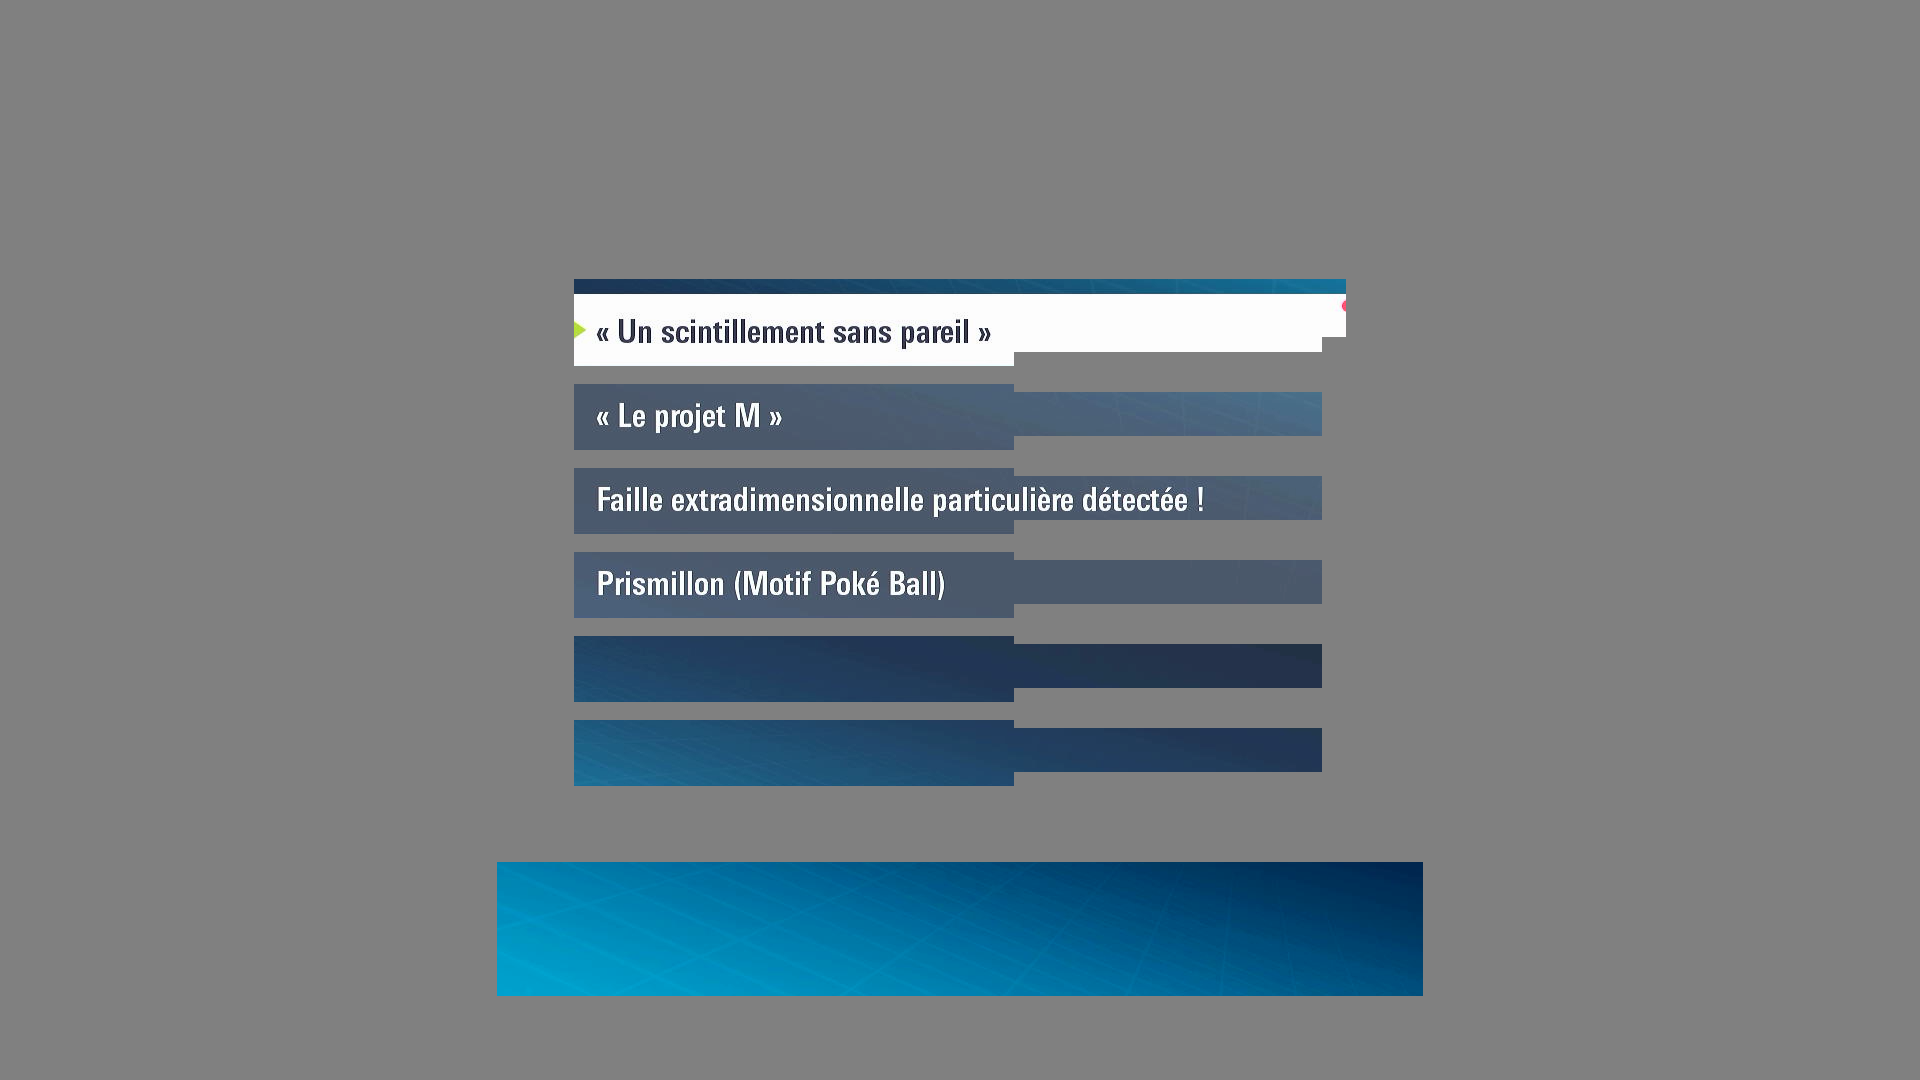 « Un scintillement sans pareil »
« Le projet M »
Faille extradimensionnelle particulière détectée !
Prismillon (Motif Poké Ball)